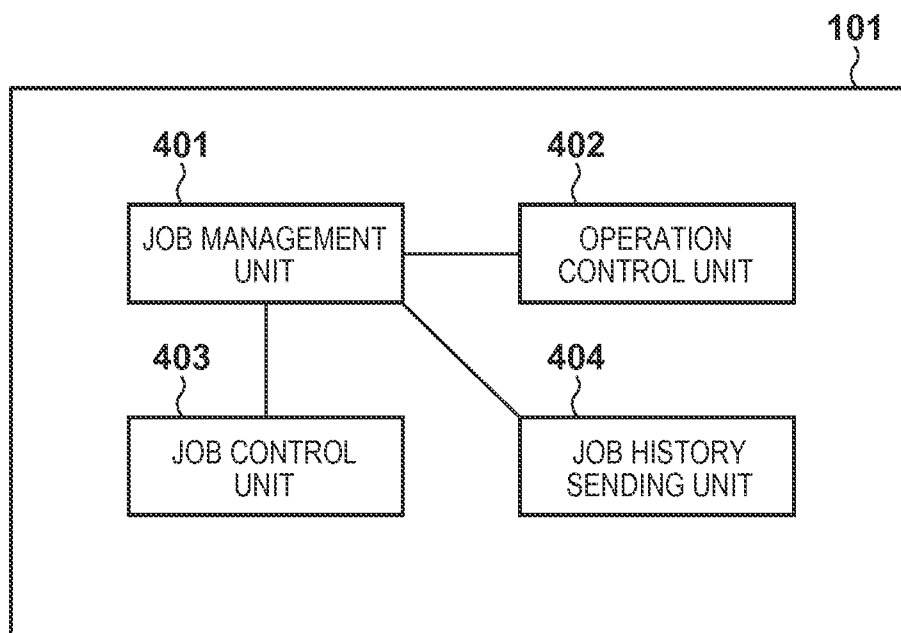 101
401
402
JOB MANAGEMENT
UNIT
OPERATION
CONTROL UNIT
403
404
JOB CONTROL
UNIT
JOB HISTORY
SENDING UNIT